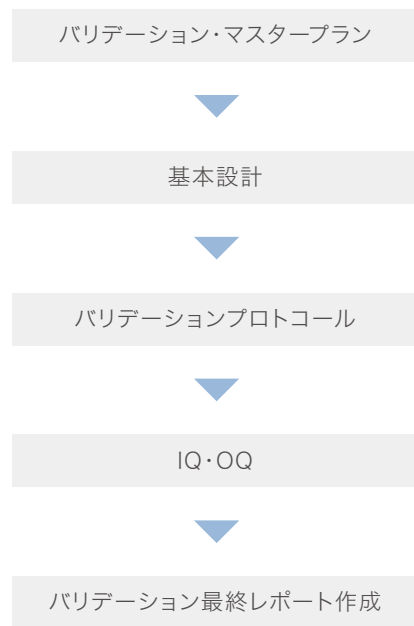 バリデーション・マスタープラン
基本設計
バリデーションプロトコール
IQ・OQ
バリデーション最終レポート作成